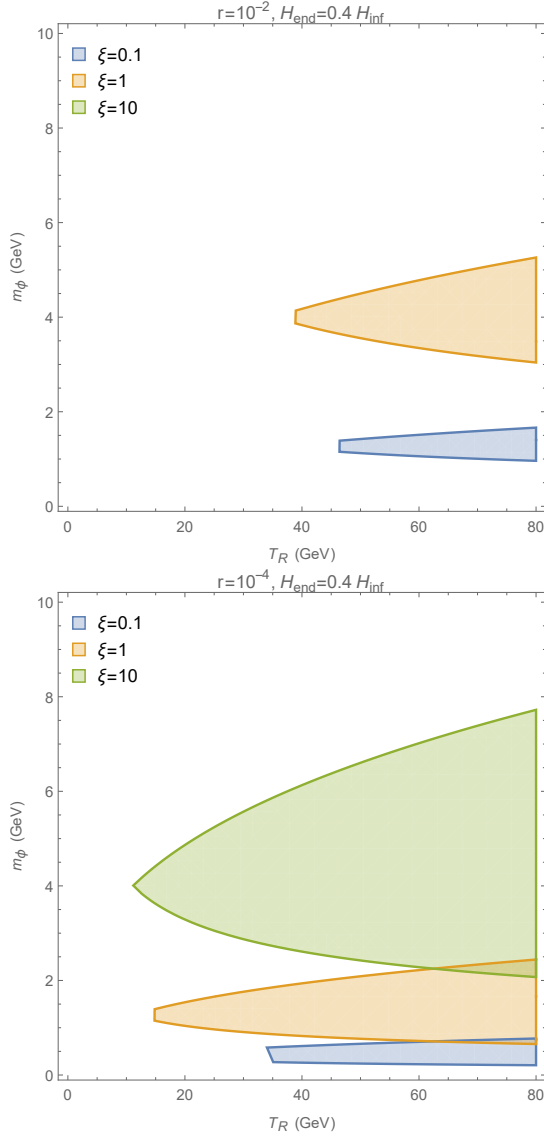 r=10⁻², H_end=0.4 H_inf
ξ=0.1
ξ=1
ξ=10
10
8
6
4
2
0
m_ϕ (GeV)
0 20 40 60 80
T_R (GeV)
r=10⁻⁴, H_end=0.4 H_inf
ξ=0.1
ξ=1
ξ=10
10
8
6
4
2
0
m_ϕ (GeV)
0 20 40 60 80
T_R (GeV)